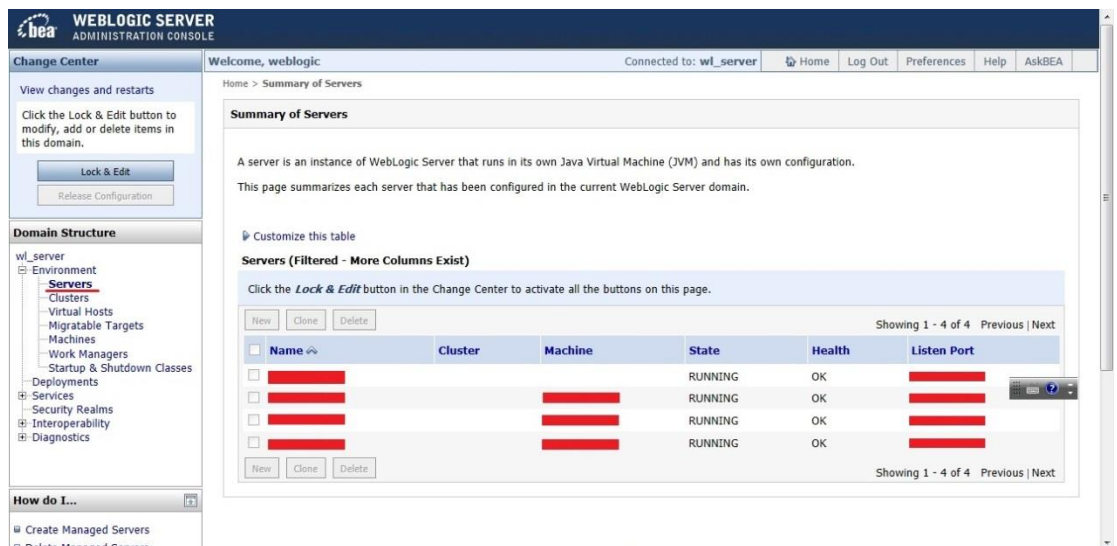 bea WEBLOGIC SERVER
ADMINISTRATION CONSOLE
Change Center
View changes and restarts
Click the Lock & Edit button to
modify, add or delete items in
this domain.
Lock & Edit
Release Configuration
Domain Structure
wl_server
Environment
Servers
Clusters
Virtual Hosts
Migratable Targets
Machines
Work Managers
Startup & Shutdown Classes
Deployments
Services
Security Realms
Interoperability
Diagnostics
How do I...
Create Managed Servers
Delete Managed Servers
Welcome, weblogic Connected to: wl_server Home Log Out Preferences Help AskBEA
Home > Summary of Servers
Summary of Servers
A server is an instance of WebLogic Server that runs in its own Java Virtual Machine (JVM) and has its own configuration.
This page summarizes each server that has been configured in the current WebLogic Server domain.
Customize this table
Servers (Filtered - More Columns Exist)
Click the Lock & Edit button in the Change Center to activate all the buttons on this page.
New Clone Delete Showing 1 - 4 of 4 Previous | Next
Name Cluster Machine State Health Listen Port
RUNNING OK
RUNNING OK
RUNNING OK
RUNNING OK
New Clone Delete Showing 1 - 4 of 4 Previous | Next